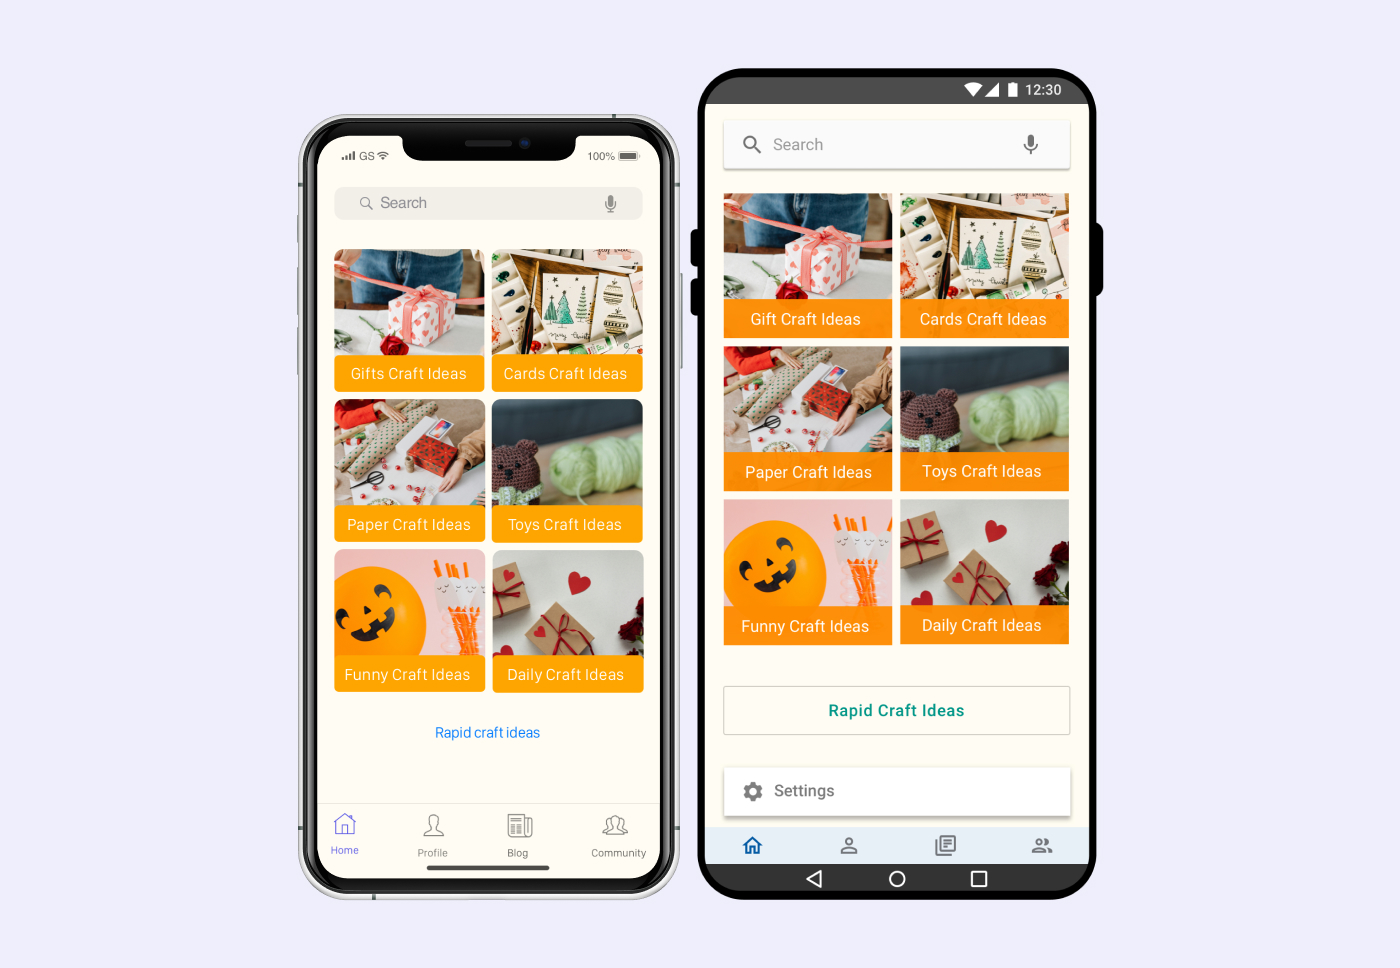 GS
100%
Search
Gifts Craft Ideas
Cards Craft Ideas
Paper Craft Ideas
Toys Craft Ideas
Funny Craft Ideas
Daily Craft Ideas
Rapid craft ideas
Home
Profile
Blog
Community
12:30
Search
Gift Craft Ideas
Cards Craft Ideas
Paper Craft Ideas
Toys Craft Ideas
Funny Craft Ideas
Daily Craft Ideas
Rapid Craft Ideas
Settings